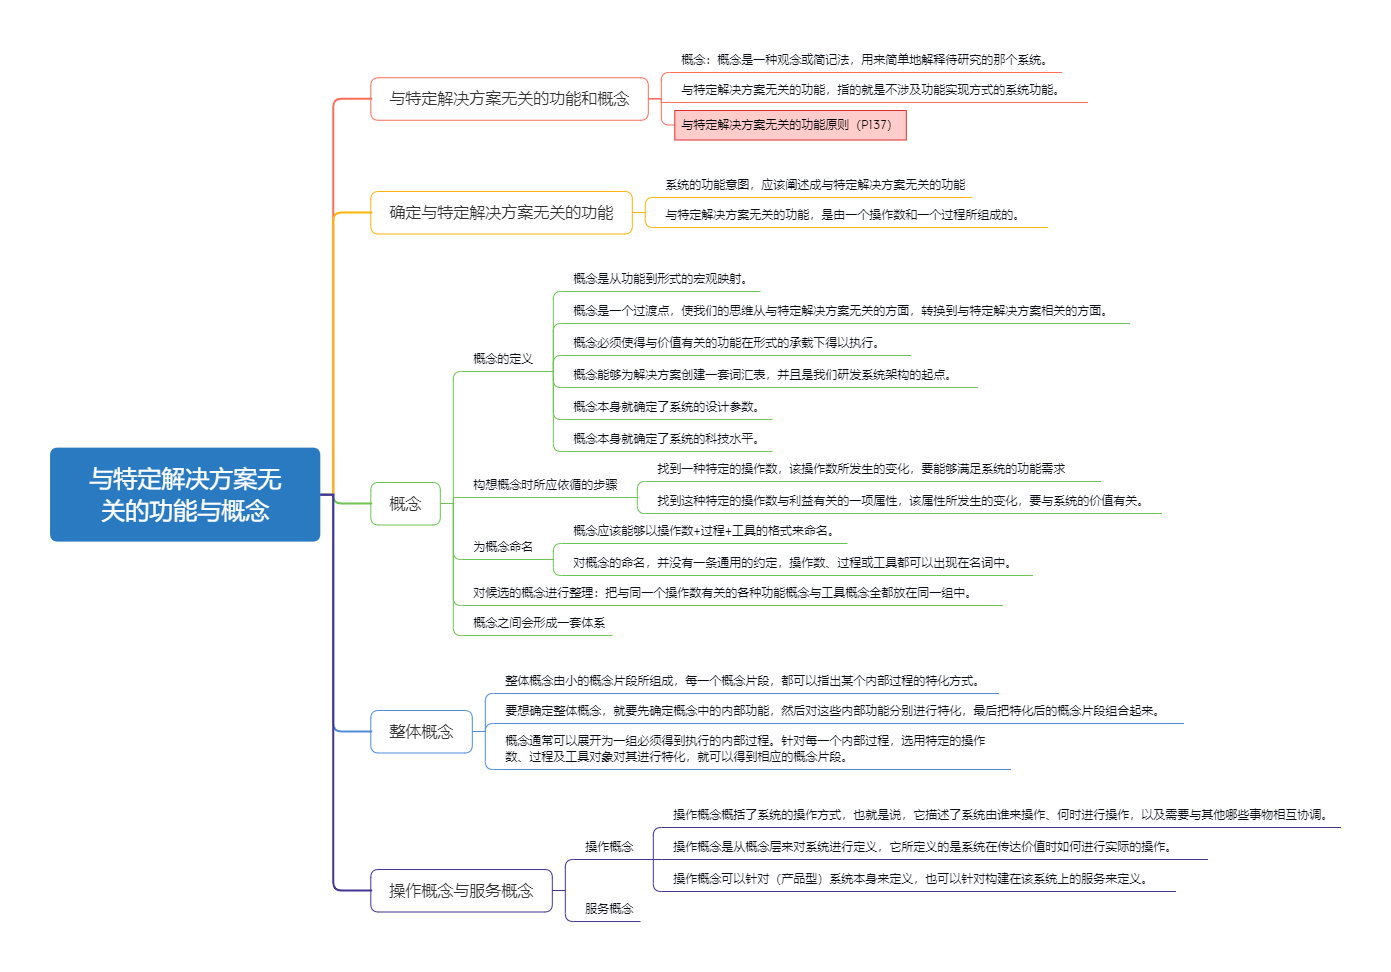 与特定解决方案无
关的功能与概念
与特定解决方案无关的功能和概念
概念：概念是一种观念或简记法，用来简单地解释待研究的那个系统。
与特定解决方案无关的功能，指的就是不涉及功能实现方式的系统功能。
与特定解决方案无关的功能原则（P137）
确定与特定解决方案无关的功能
系统的功能意图，应该阐述成与特定解决方案无关的功能
与特定解决方案无关的功能，是由一个操作数和一个过程所组成的。
概念
概念的定义
概念是从功能到形式的宏观映射。
概念是一个过渡点，使我们的思维从与特定解决方案无关的方面，转换到与特定解决方案相关的方面。
概念必须使得与价值有关的功能在形式的承载下得以执行。
概念能够为解决方案创建一套词汇表，并且是我们研发系统架构的起点。
概念本身就确定了系统的设计参数。
概念本身就确定了系统的科技水平。
构想概念时所应依循的步骤
找到一种特定的操作数，该操作数所发生的变化，要能够满足系统的功能需求
找到这种特定的操作数与利益有关的一项属性，该属性所发生的变化，要与系统的价值有关。
为概念命名
概念应该能够以操作数+过程+工具的格式来命名。
对概念的命名，并没有一条通用的约定，操作数、过程或工具都可以出现在名词中。
对候选的概念进行整理：把与同一个操作数有关的各种功能概念与工具概念全都放在同一组中。
概念之间会形成一套体系
整体概念
整体概念由小的概念片段所组成，每一个概念片段，都可以指出某个内部过程的特化方式。
要想确定整体概念，就要先确定概念中的内部功能，然后对这些内部功能分别进行特化，最后把特化后的概念片段组合起来。
概念通常可以展开为一组必须得到执行的内部过程。针对每一个内部过程，选用特定的操作
数、过程及工具对象对其进行特化，就可以得到相应的概念片段。
操作概念与服务概念
操作概念
操作概念概括了系统的操作方式，也就是说，它描述了系统由谁来操作、何时进行操作，以及需要与其他哪些事物相互协调。
操作概念是从概念层来对系统进行定义，它所定义的是系统在传达价值时如何进行实际的操作。
操作概念可以针对（产品型）系统本身来定义，也可以针对构建在该系统上的服务来定义。
服务概念